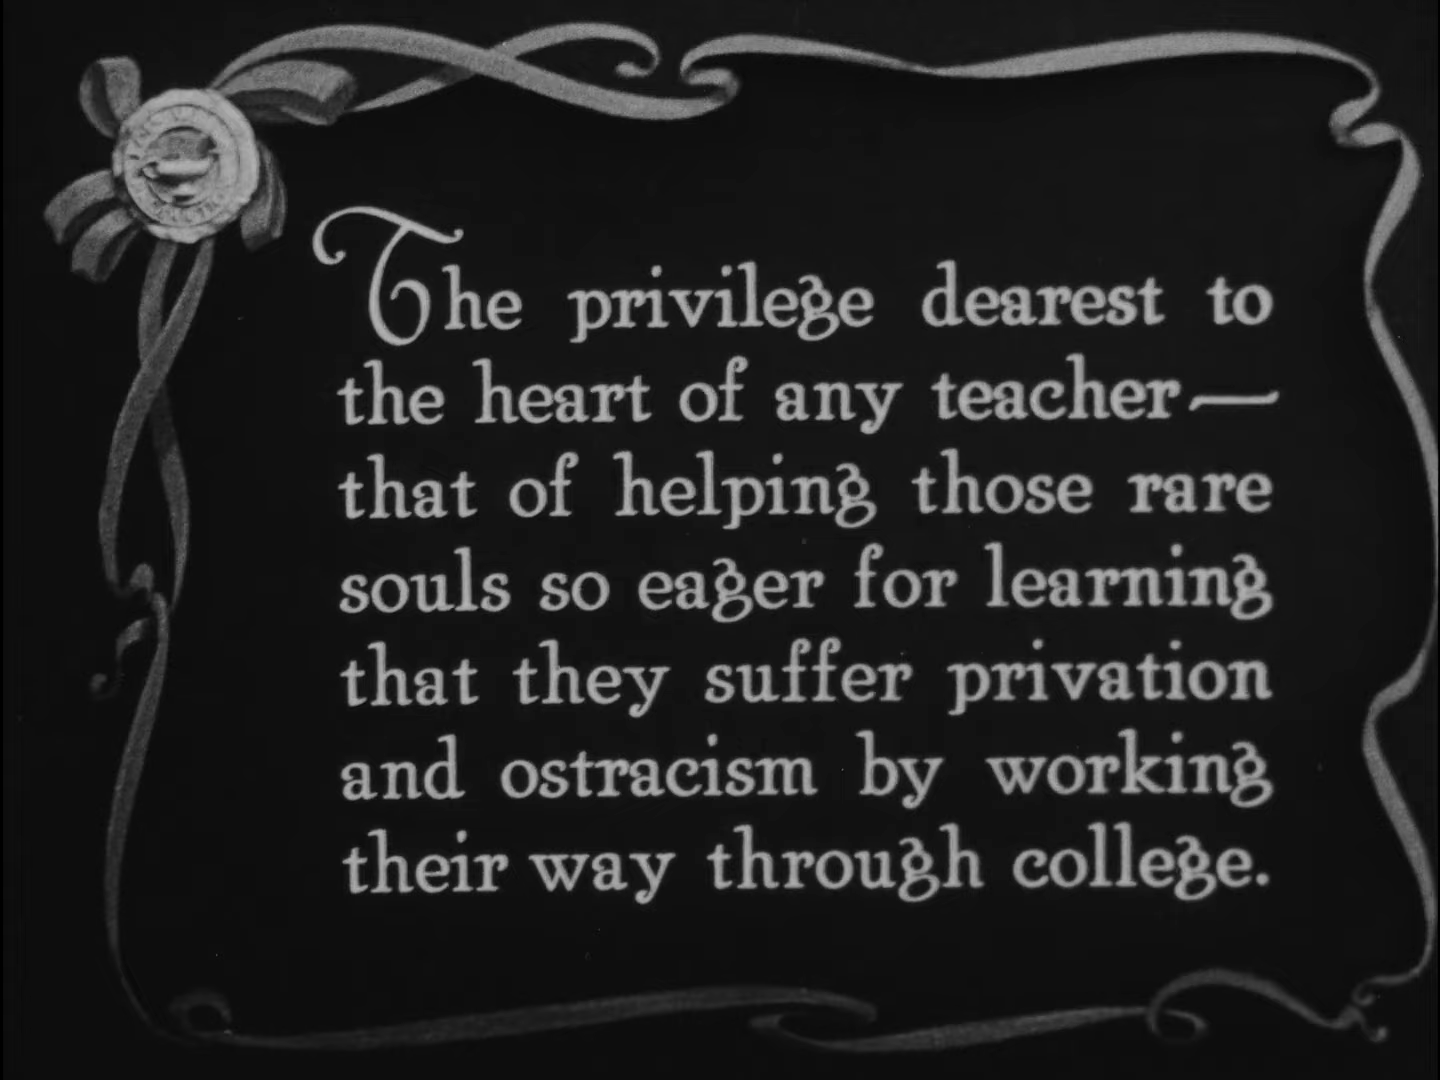 The privilege dearest to
the heart of any teacher—
that of helping those rare
souls so eager for learning
that they suffer privation
and ostracism by working
their way through college.